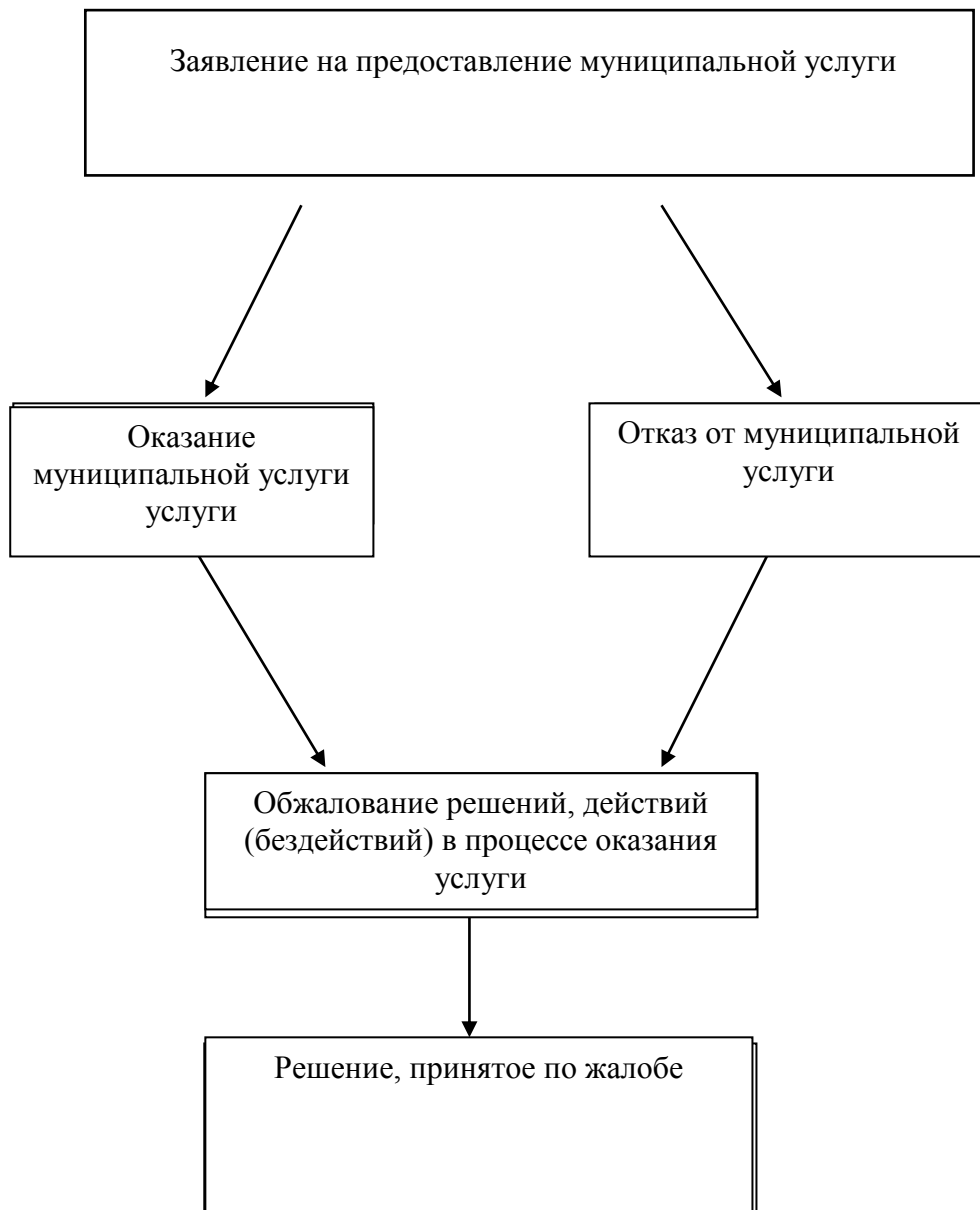 Заявление на предоставление муниципальной услуги
Оказание
муниципальной услуги
услуги
Отказ от муниципальной
услуги
Обжалование решений, действий
(бездействий) в процессе оказания
услуги
Решение, принятое по жалобе